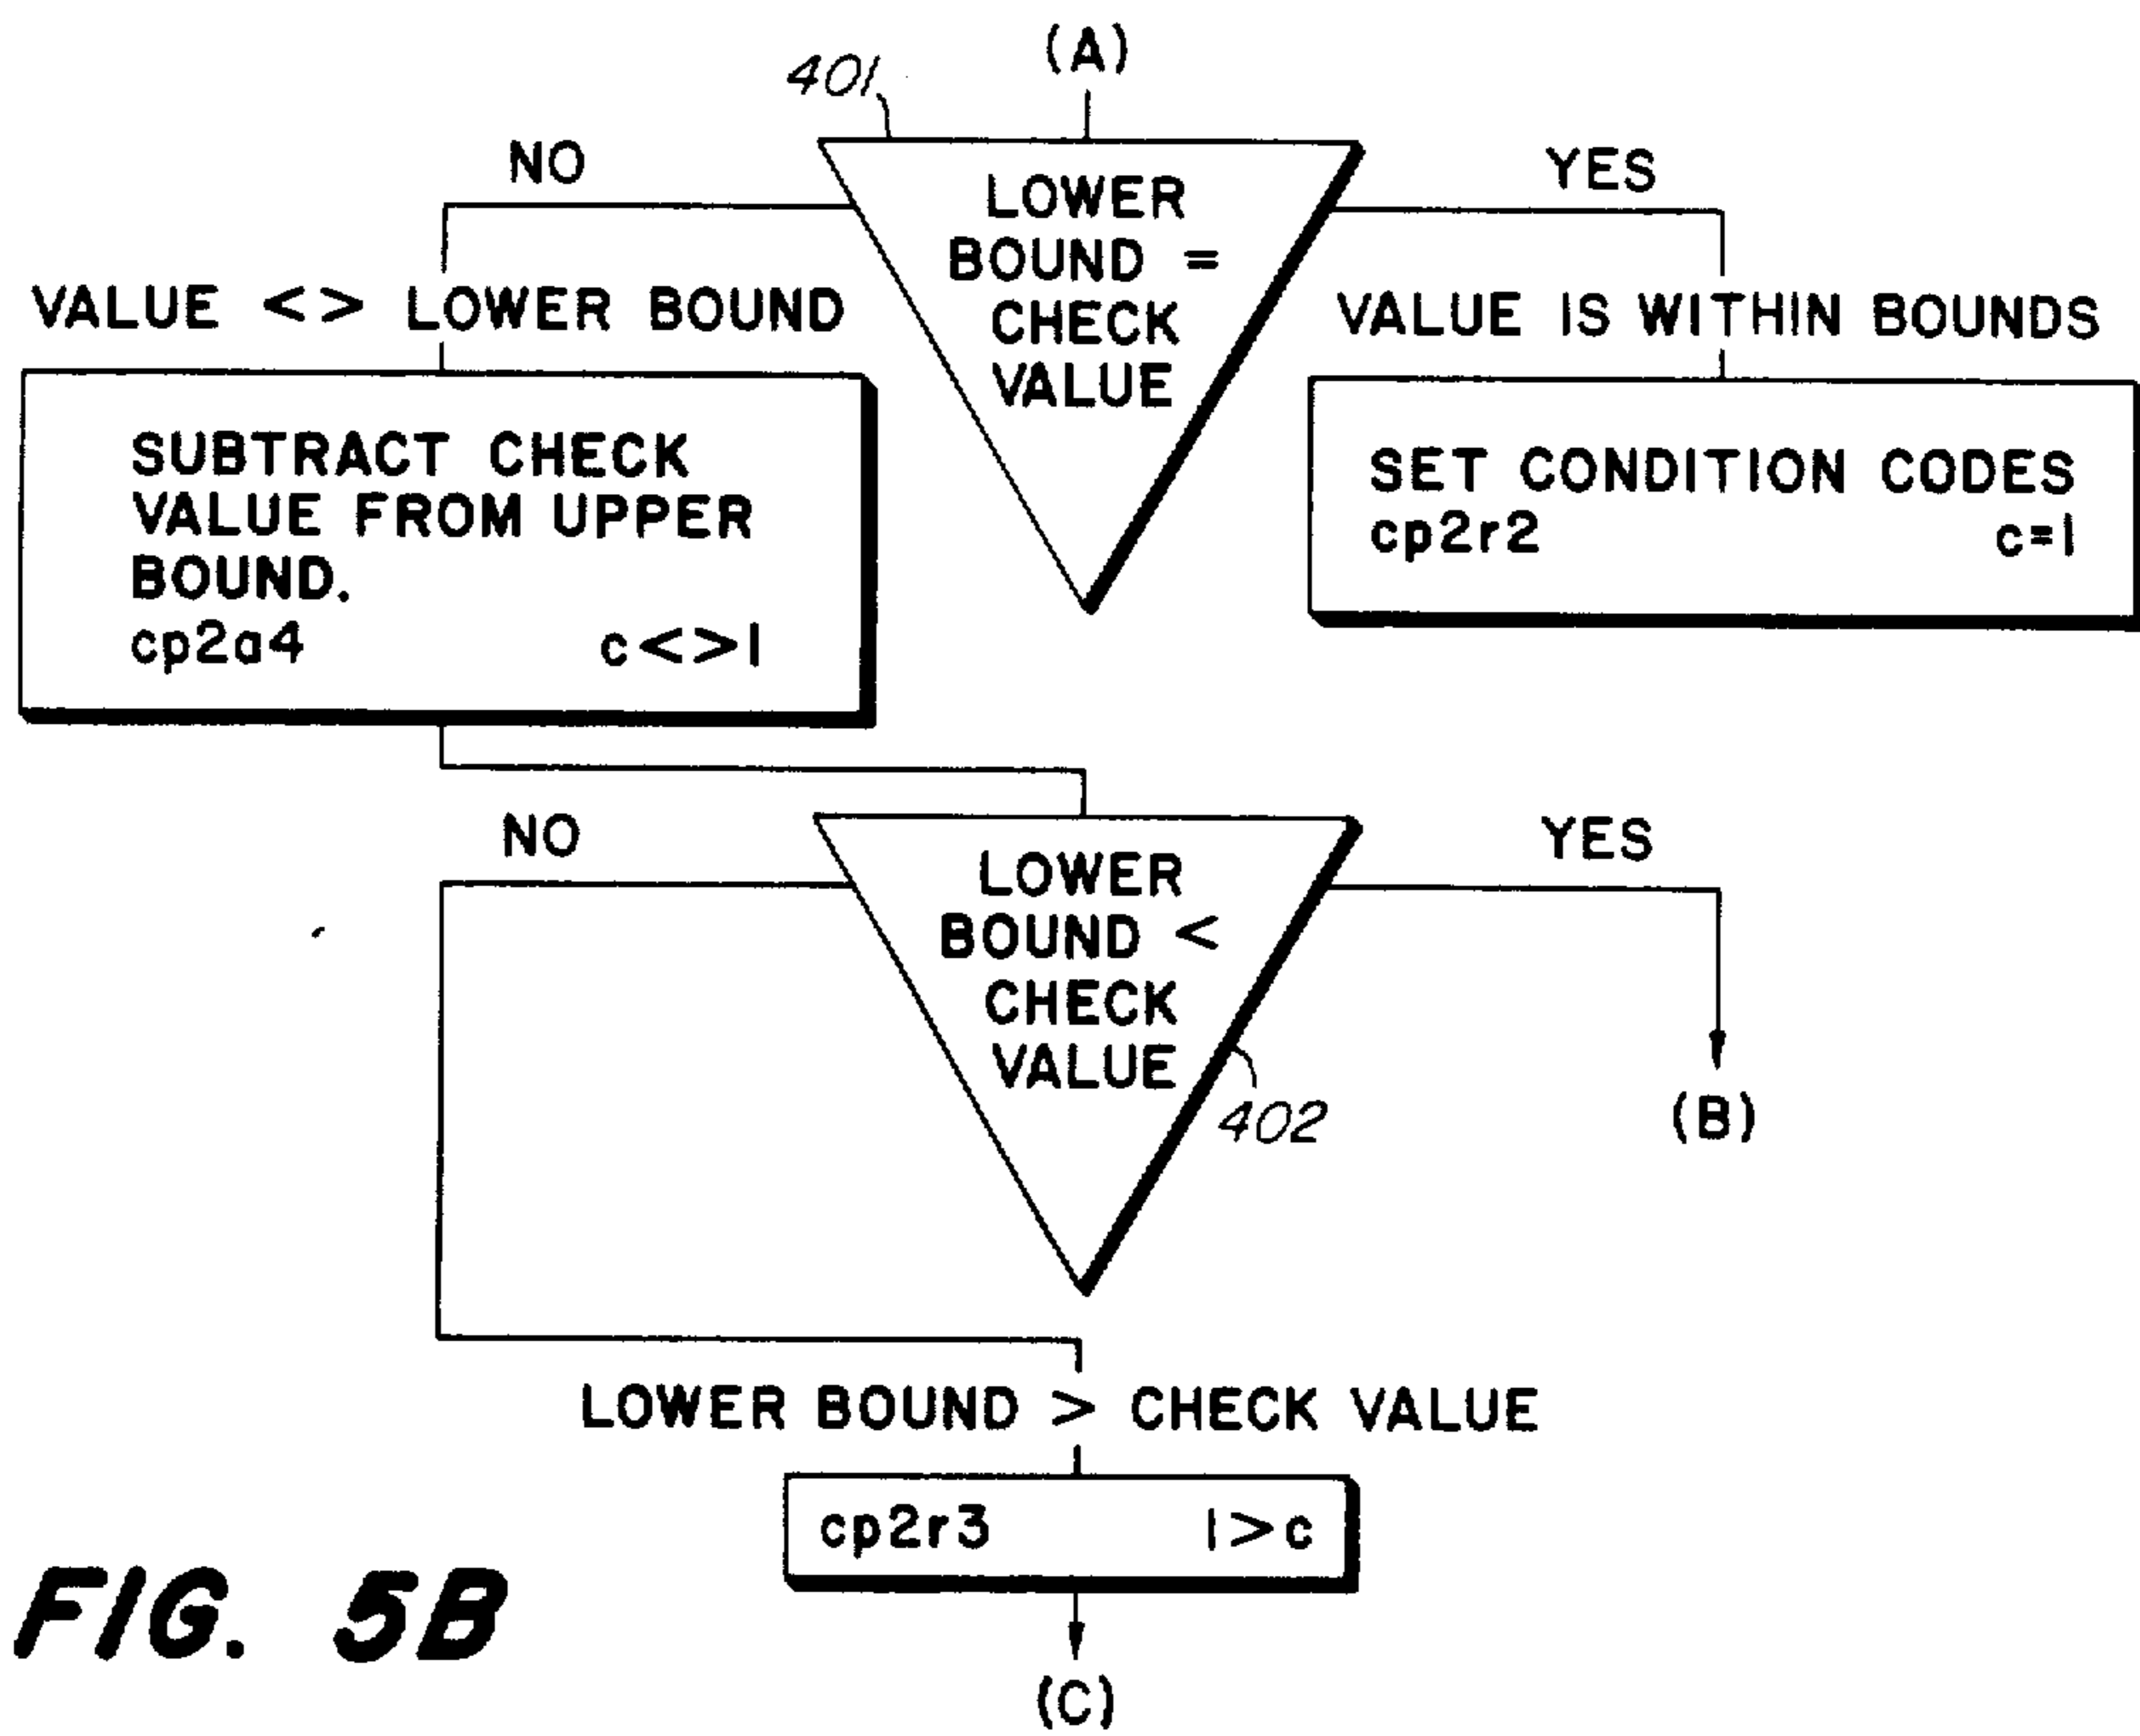 (A)
401
NO
YES
LOWER
BOUND =
CHECK
VALUE
VALUE <> LOWER BOUND
VALUE IS WITHIN BOUNDS
SUBTRACT CHECK
VALUE FROM UPPER
BOUND.
cp2a4 c<>l
SET CONDITION CODES
cp2r2 c=l
NO
YES
LOWER
BOUND <
CHECK
VALUE
402
(B)
LOWER BOUND > CHECK VALUE
cp2r3 l>c
(C)
FIG. 5B